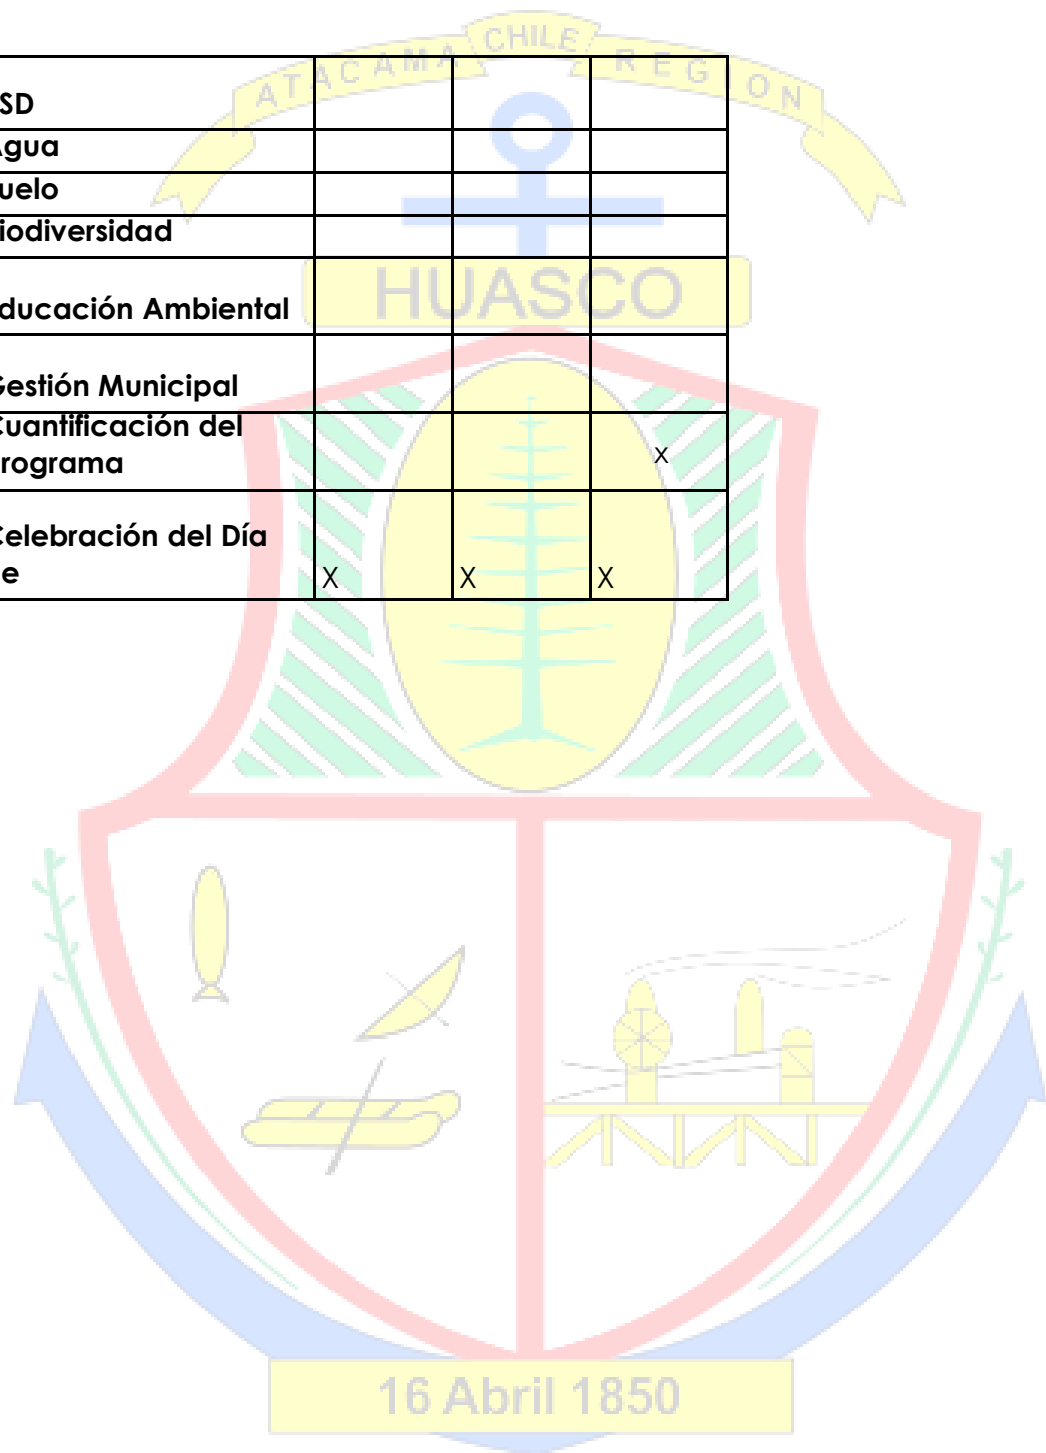 CHILE
ATACAMA REGION
SD
Agua
uelo
iodiversidad
HUASCO
ducación Ambiental
Gestión Municipal
Cuantificación del
rograma
x
Celebración del Día
e
X X X
16 Abril 1850